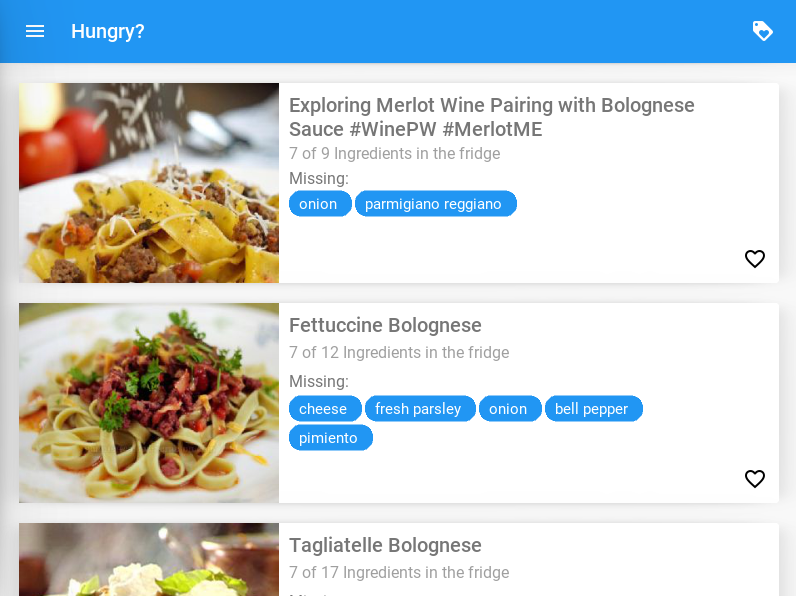 Hungry?
Exploring Merlot Wine Pairing with Bolognese
Sauce #WinePW #MerlotME
7 of 9 Ingredients in the fridge
Missing:
onion parmigiano reggiano
Fettuccine Bolognese
7 of 12 Ingredients in the fridge
Missing:
cheese fresh parsley onion bell pepper
pimiento
Tagliatelle Bolognese
7 of 17 Ingredients in the fridge